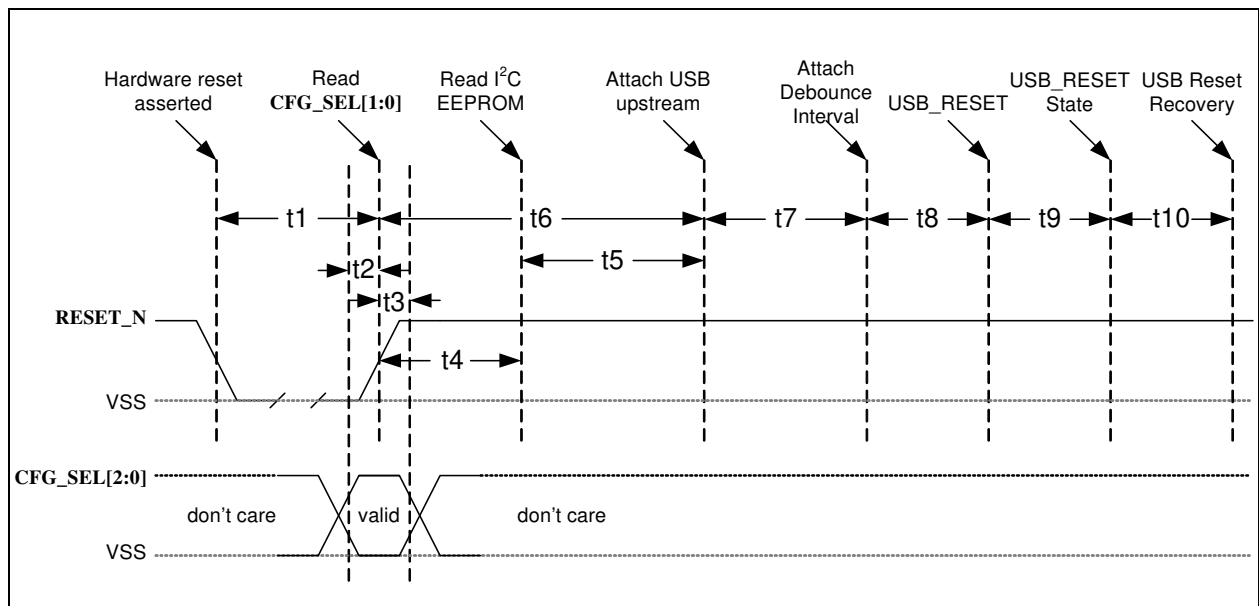 Hardware reset
asserted
Read
CFG_SEL[1:0]
Read I²C
EEPROM
Attach USB
upstream
Attach
Debounce
Interval
USB_RESET
USB_RESET
State
USB Reset
Recovery
t1
t6
t7
t8
t9
t10
t2
t5
t3
RESET_N
t4
VSS
CFG_SEL[2:0]
don't care
valid
don't care
VSS